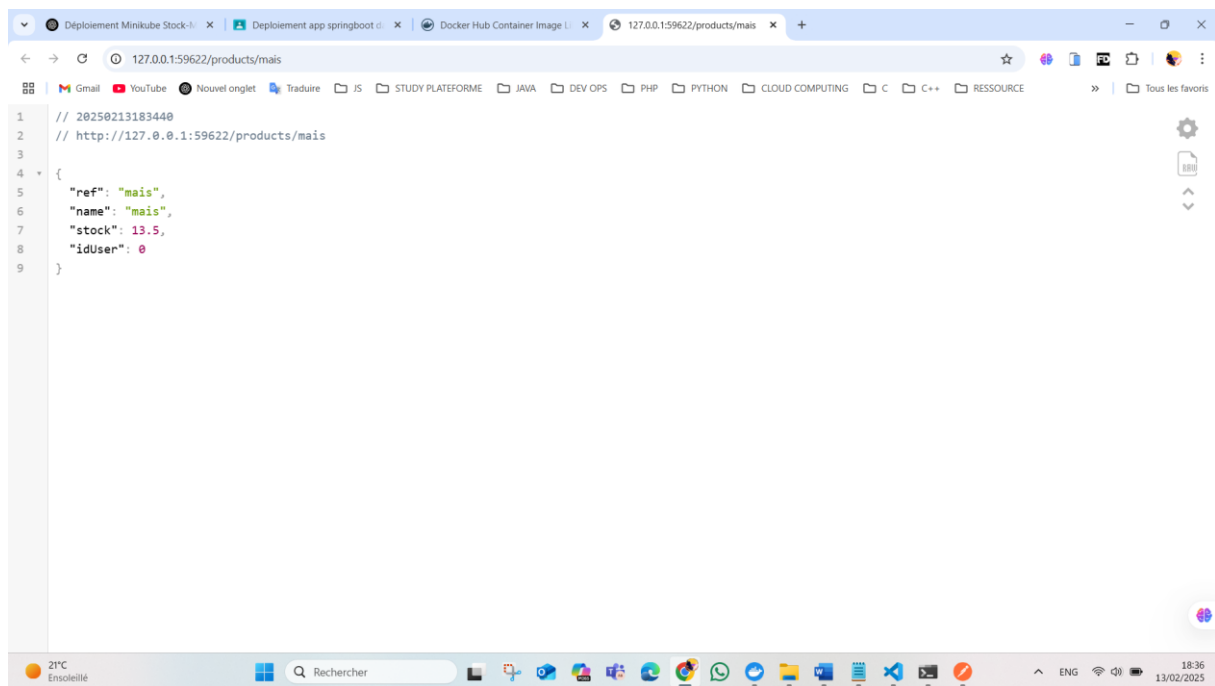 Déploiement Minikube Stock-M
Deploiement app springboot d
Docker Hub Container Image Li
127.0.0.1:59622/products/mais
127.0.0.1:59622/products/mais
Gmail YouTube Nouvel onglet Traduire JS STUDY PLATEFORME JAVA DEV OPS PHP PYTHON CLOUD COMPUTING C C++ RESSOURCE » Tous les favoris
1 // 20250213183440
2 // http://127.0.0.1:59622/products/mais
3
4 {
5 "ref": "mais",
6 "name": "mais",
7 "stock": 13.5,
8 "idUser": 0
9 }
RAW
21°C
Ensoleillé
Rechercher
ENG
18:36
13/02/2025